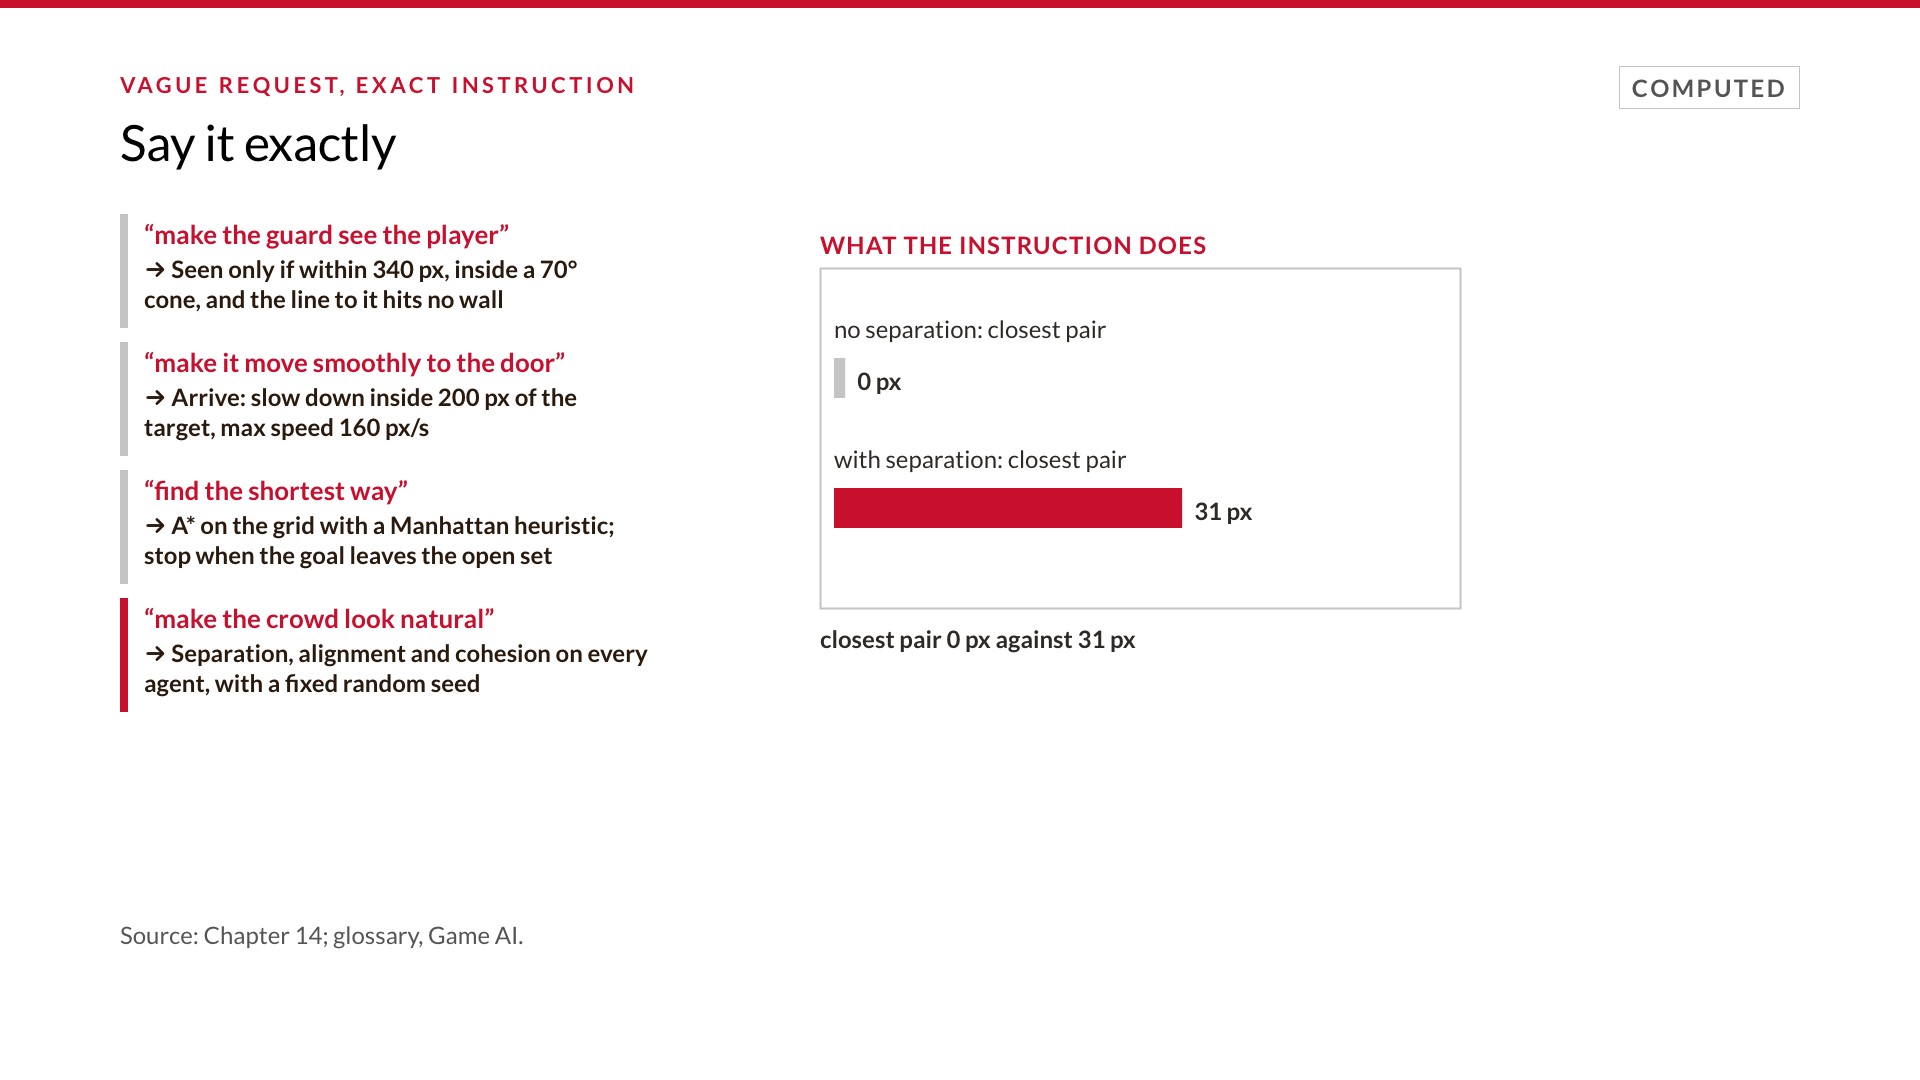 VAGUE REQUEST, EXACT INSTRUCTION
COMPUTED
Say it exactly
“make the guard see the player”
→ Seen only if within 340 px, inside a 70°
cone, and the line to it hits no wall
“make it move smoothly to the door”
→ Arrive: slow down inside 200 px of the
target, max speed 160 px/s
“find the shortest way”
→ A* on the grid with a Manhattan heuristic;
stop when the goal leaves the open set
“make the crowd look natural”
→ Separation, alignment and cohesion on every
agent, with a fixed random seed
WHAT THE INSTRUCTION DOES
no separation: closest pair
0 px
with separation: closest pair
31 px
closest pair 0 px against 31 px
Source: Chapter 14; glossary, Game AI.